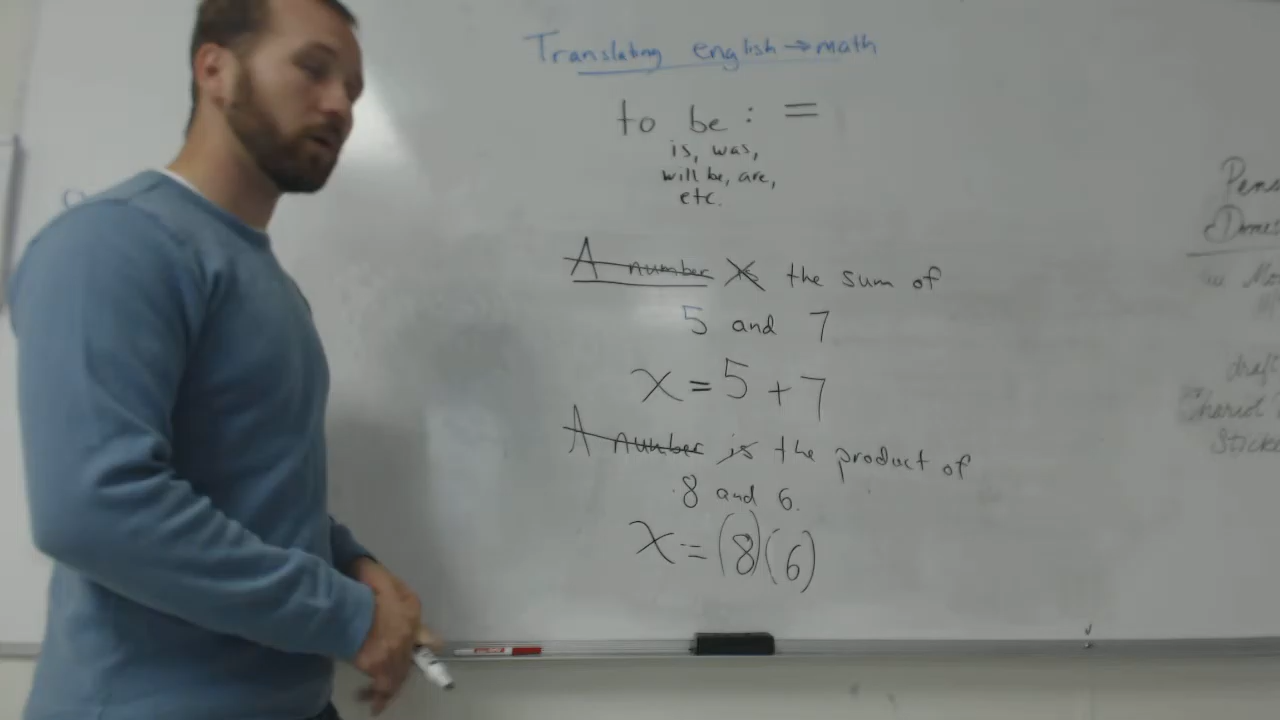 Translating english → math
to be : =
is, was,
will be, are,
etc.
A number is the sum of
5 and 7
x = 5 + 7
A number is the product of
8 and 6.
x = (8)(6)
draft